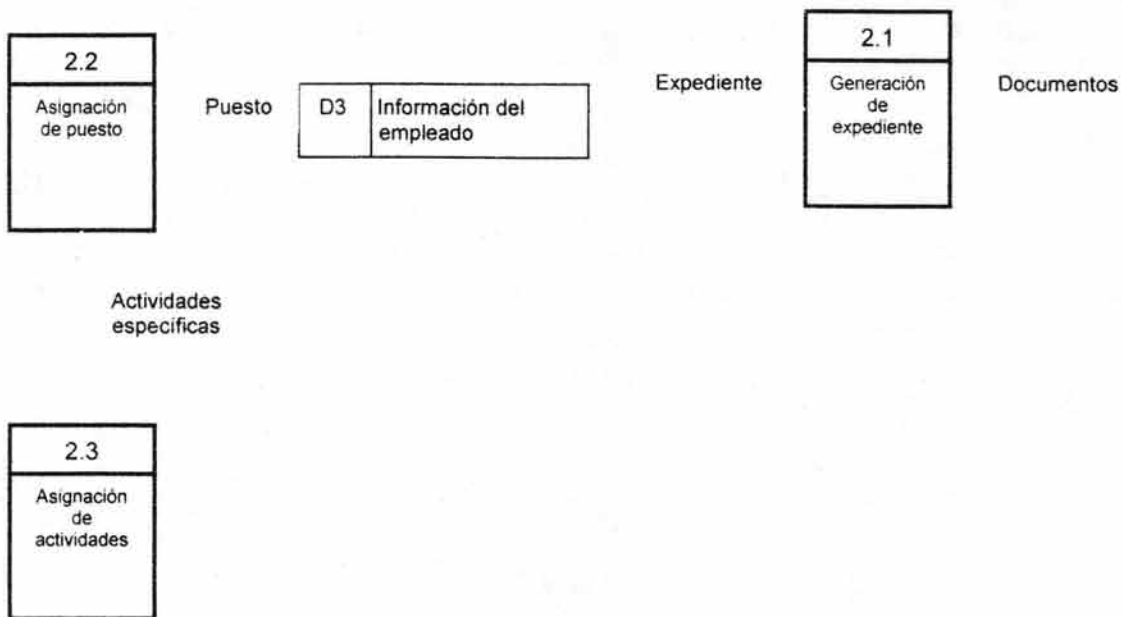 2.2
Asignación
de puesto
Puesto
D3
Información del
empleado
Expediente
2.1
Generación
de
expediente
Documentos
Actividades
específicas
2.3
Asignación
de
actividades